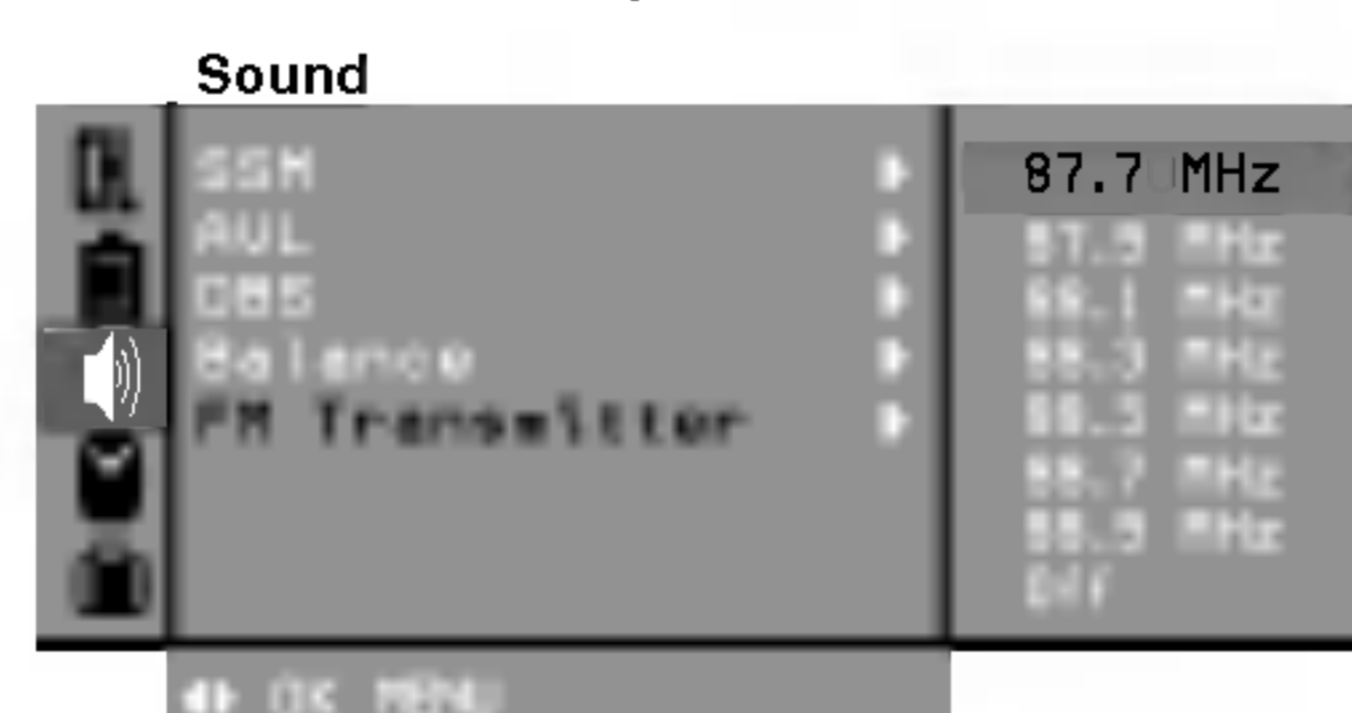 Sound
SSM
AVL
DBS
Balance
FM Transmitter
87.7 MHz
87.9 MHz
88.1 MHz
88.3 MHz
88.5 MHz
88.7 MHz
88.9 MHz
Off
OK MENU